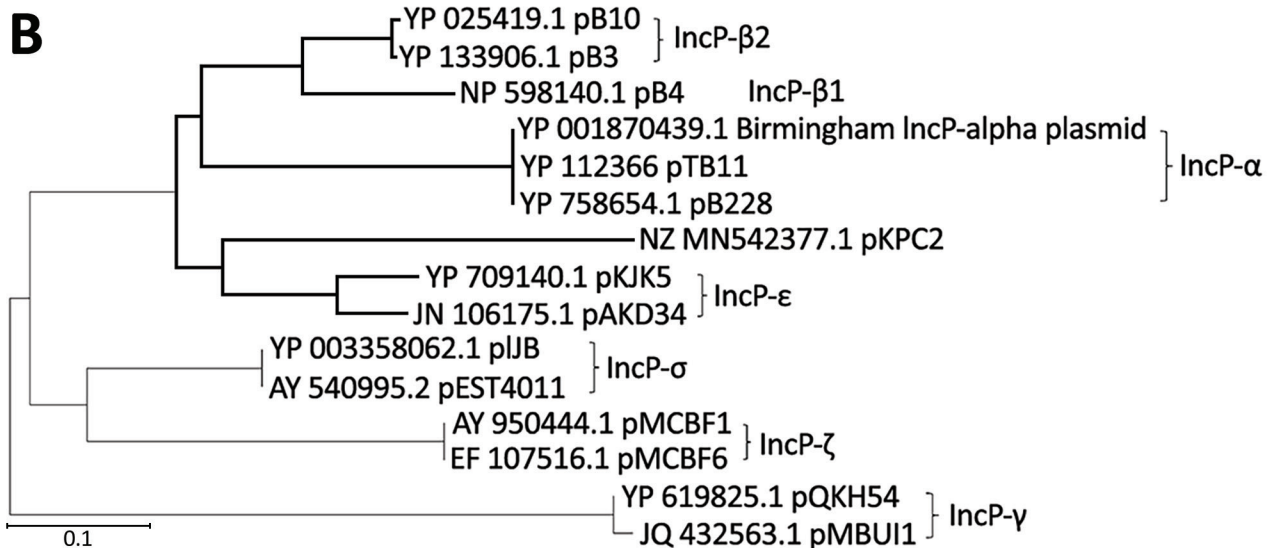 B
YP 025419.1 pB10
YP 133906.1 pB3
IncP-β2
NP 598140.1 pB4 IncP-β1
YP 001870439.1 Birmingham IncP-alpha plasmid
YP 112366 pTB11
IncP-α
YP 758654.1 pB228
NZ MN542377.1 pKPC2
YP 709140.1 pKJK5
IncP-ε
JN 106175.1 pAKD34
YP 003358062.1 pIJB
IncP-σ
AY 540995.2 pEST4011
AY 950444.1 pMCBF1
IncP-ζ
EF 107516.1 pMCBF6
YP 619825.1 pQKH54
IncP-γ
JQ 432563.1 pMBUI1
0.1